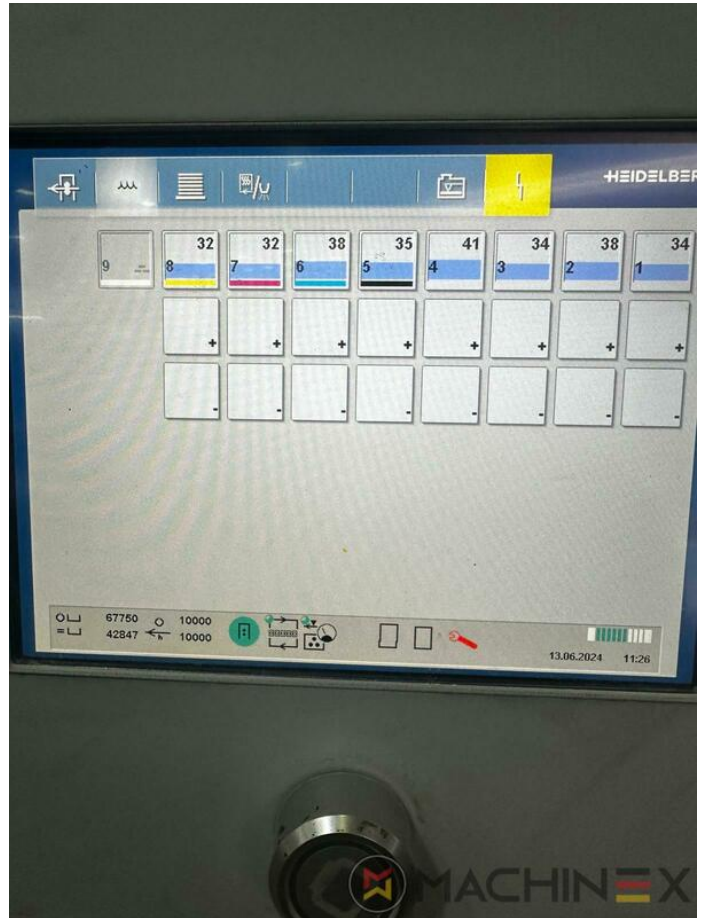 HEIDELBER
32 32 38 35 41 34 38 34
9 8 7 6 5 4 3 2 1
+ + + + + + + +
- - - - - - - -
67750 10000
= 42847 h 10000
13.06.2024 11:26
MACHINEX